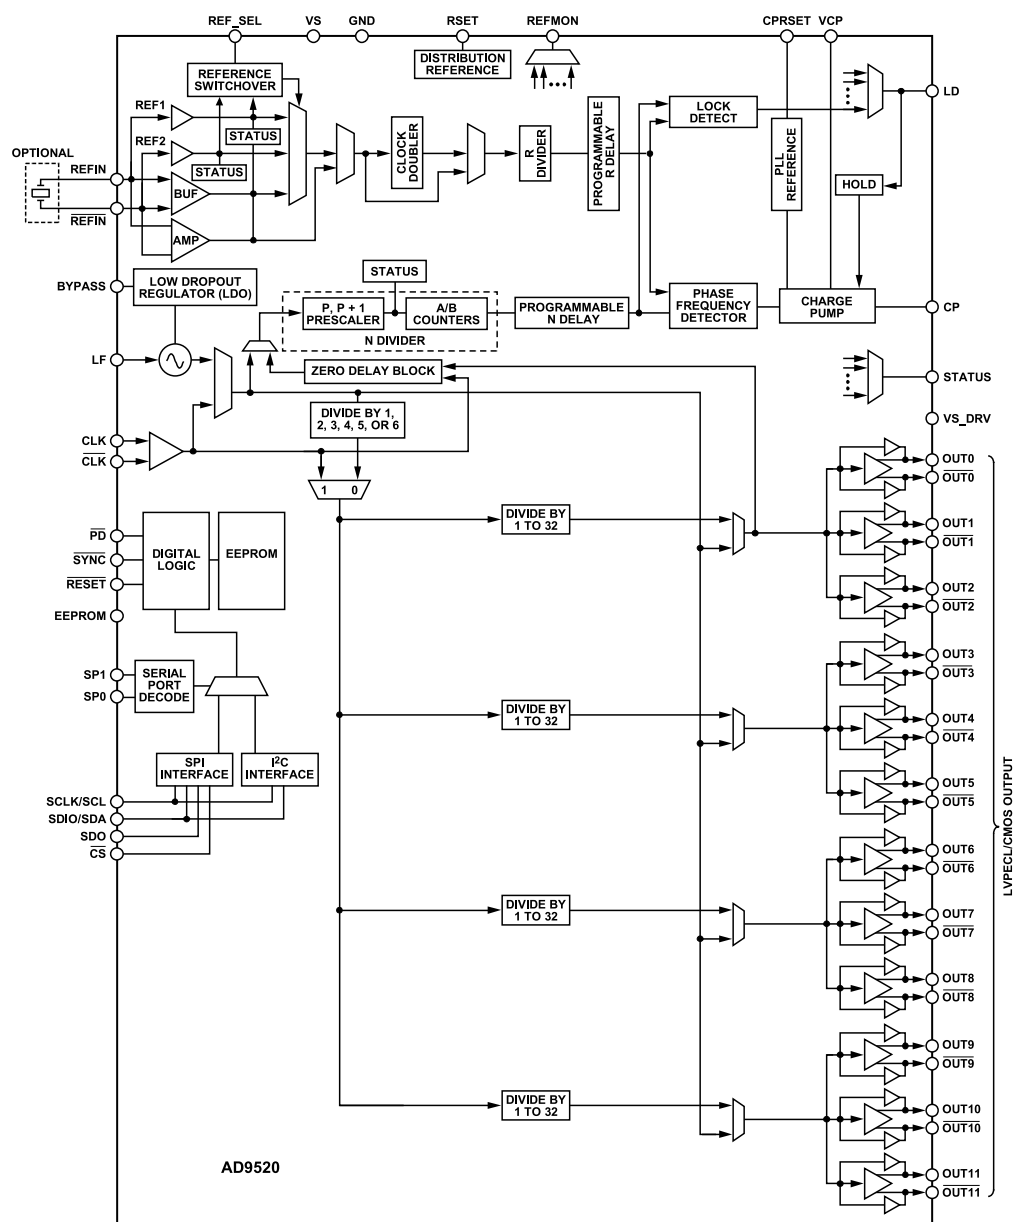 REF_SEL
VS
GND
RSET
REFMON
CPRSET
VCP
REFERENCE
SWITCHOVER
DISTRIBUTION
REFERENCE
LD
REF1
REF2
STATUS
STATUS
OPTIONAL
REFIN
REFIN
BUF
AMP
CLOCK
DOUBLER
R
DIVIDER
PROGRAMMABLE
R DELAY
LOCK
DETECT
PLL
REFERENCE
HOLD
BYPASS
LOW DROPOUT
REGULATOR (LDO)
STATUS
P, P + 1
PRESCALER
A/B
COUNTERS
N DIVIDER
PROGRAMMABLE
N DELAY
PHASE
FREQUENCY
DETECTOR
CHARGE
PUMP
CP
LF
ZERO DELAY BLOCK
STATUS
DIVIDE BY 1,
2, 3, 4, 5, OR 6
VS_DRV
CLK
CLK
1 0
PD
SYNC
RESET
EEPROM
DIGITAL
LOGIC
EEPROM
SP1
SP0
SERIAL
PORT
DECODE
SPI
INTERFACE
I²C
INTERFACE
SCLK/SCL
SDIO/SDA
SDO
CS
DIVIDE BY
1 TO 32
DIVIDE BY
1 TO 32
DIVIDE BY
1 TO 32
DIVIDE BY
1 TO 32
OUT0
OUT0
OUT1
OUT1
OUT2
OUT2
OUT3
OUT3
OUT4
OUT4
OUT5
OUT5
OUT6
OUT6
OUT7
OUT7
OUT8
OUT8
OUT9
OUT9
OUT10
OUT10
OUT11
OUT11
LVPECL/CMOS OUTPUT
AD9520